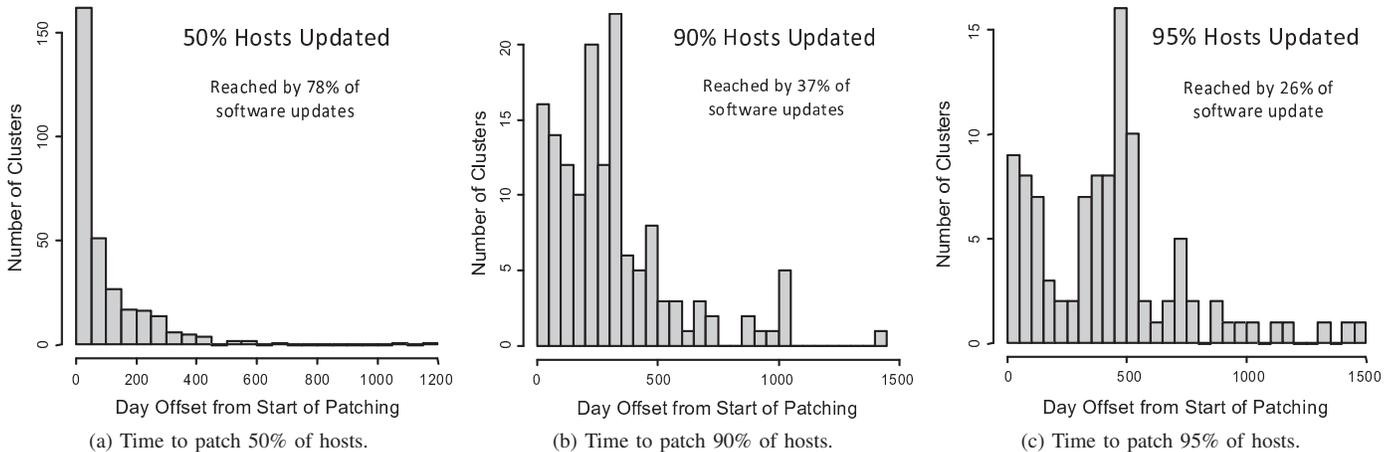 50% Hosts Updated
Reached by 78% of
software updates
Number of Clusters
0
50
100
150
0
200
400
600
800
1000
1200
Day Offset from Start of Patching
(a) Time to patch 50% of hosts.
90% Hosts Updated
Reached by 37% of
software updates
Number of Clusters
0
5
10
15
20
0
500
1000
1500
Day Offset from Start of Patching
(b) Time to patch 90% of hosts.
95% Hosts Updated
Reached by 26% of
software update
Number of Clusters
0
5
10
15
0
500
1000
1500
Day Offset from Start of Patching
(c) Time to patch 95% of hosts.